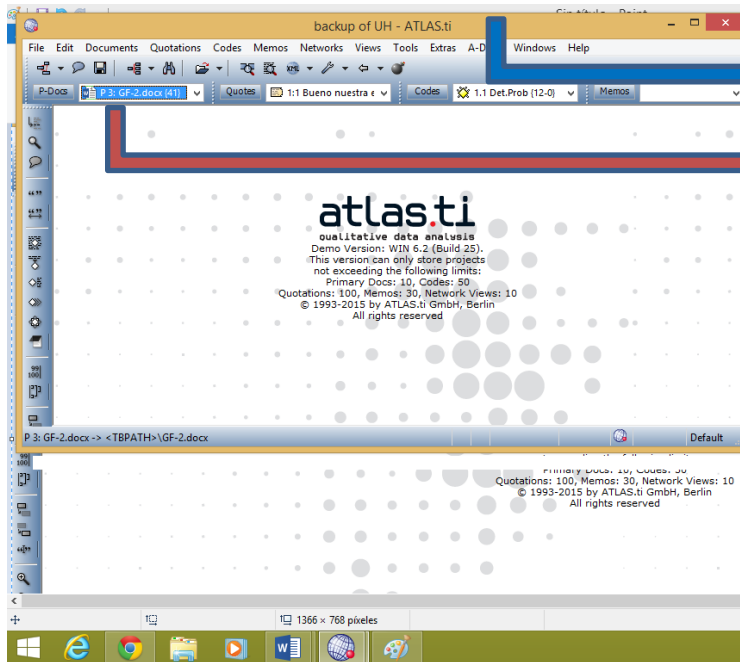 backup of UH - ATLAS.ti
File Edit Documents Quotations Codes Memos Networks Views Tools Extras A-D Windows Help
P-Docs P 3: GF-2.docx {41} Quotes 1:1 Bueno nuestra e Codes 1.1 Det.Prob {12-0} Memos
atlas.ti
qualitative data analysis
Demo Version: WIN 6.2 (Build 25).
This version can only store projects
not exceeding the following limits:
Primary Docs: 10, Codes: 50
Quotations: 100, Memos: 30, Network Views: 10
© 1993-2015 by ATLAS.ti GmbH, Berlin
All rights reserved
P 3: GF-2.docx -> <TBPATH>\GF-2.docx Default
Primary Docs: 10, Codes: 50
Quotations: 100, Memos: 30, Network Views: 10
© 1993-2015 by ATLAS.ti GmbH, Berlin
All rights reserved
1366 × 768 píxeles